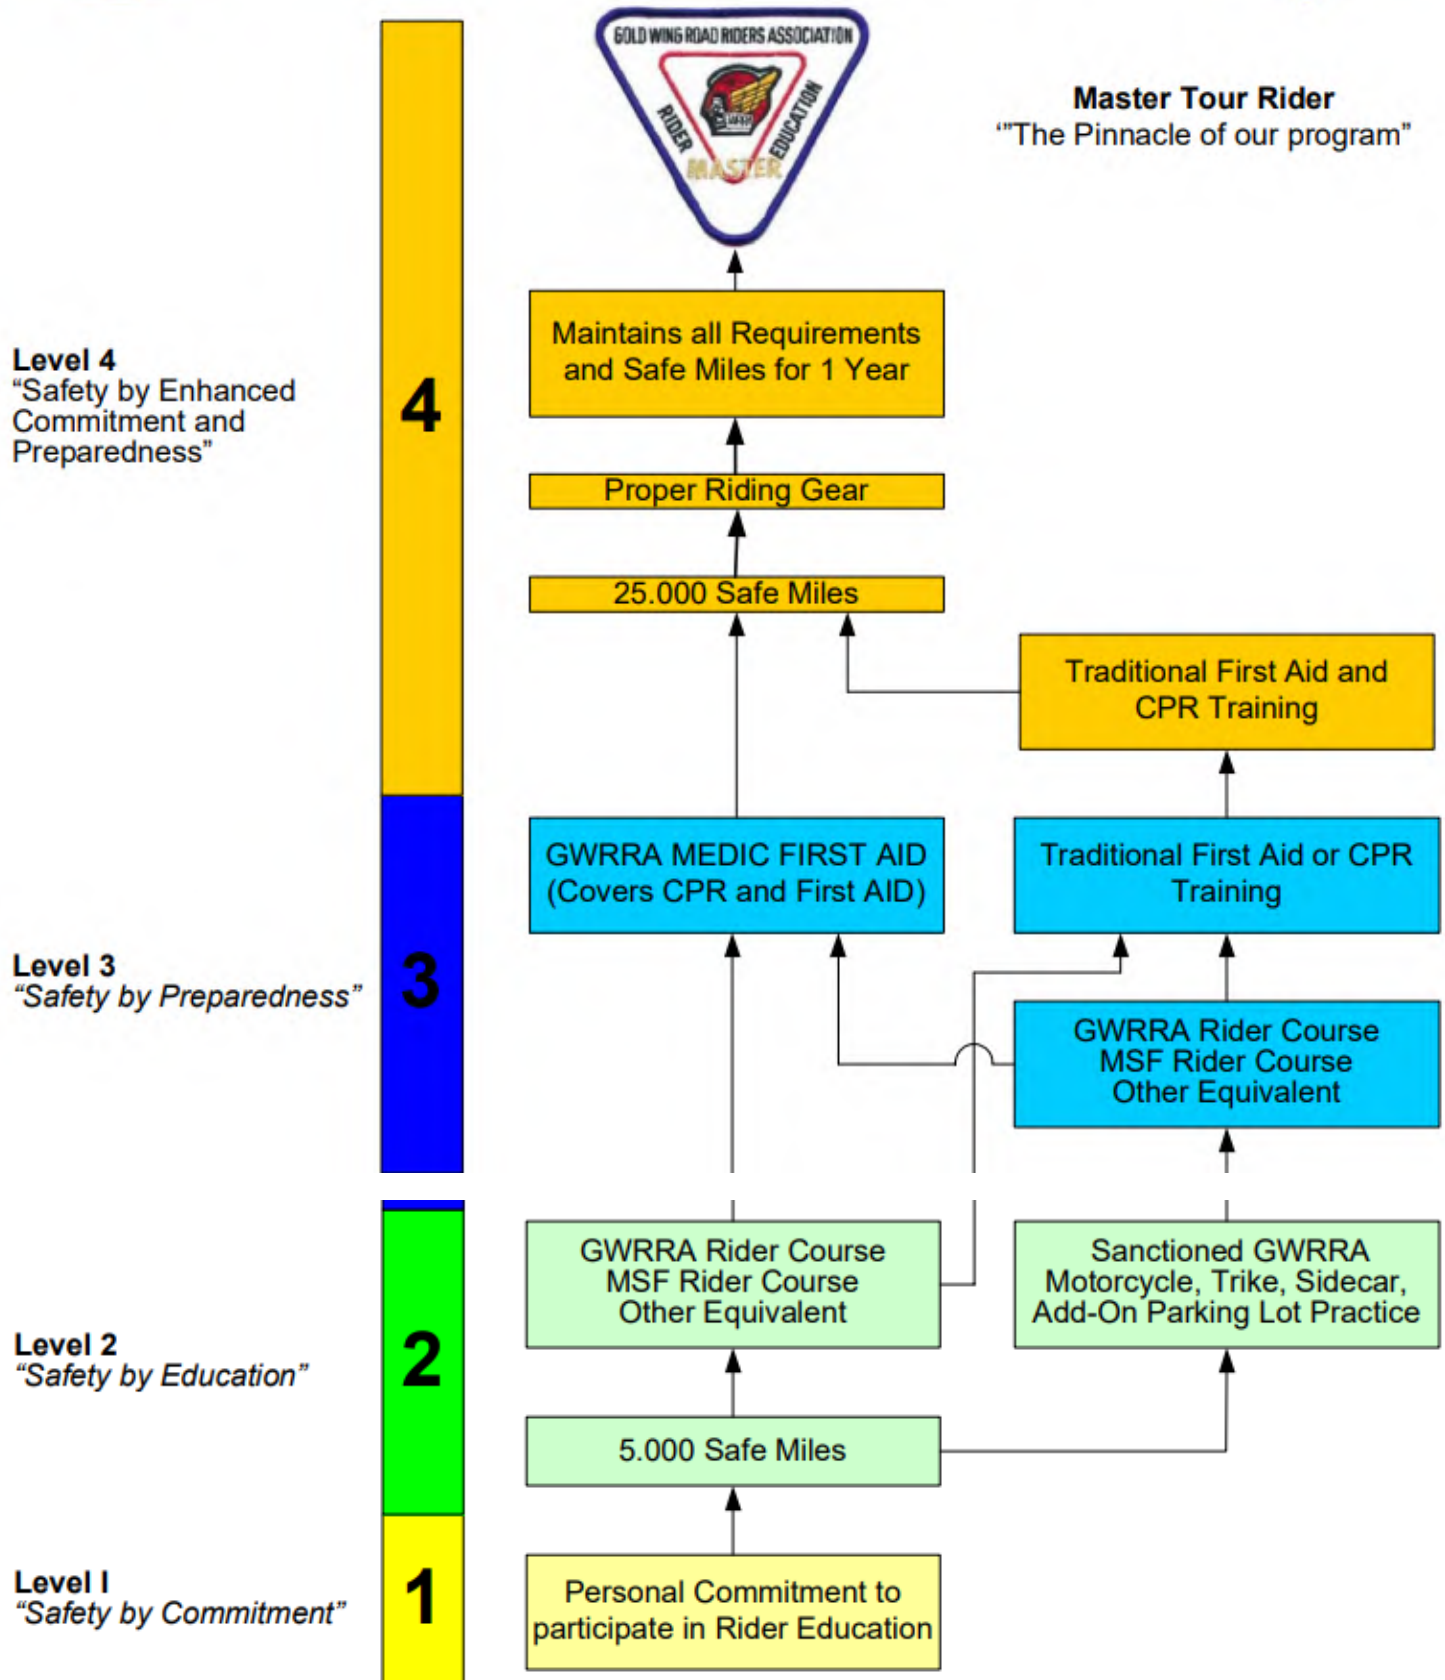 GOLD WING ROAD RIDERS ASSOCIATION
RIDER
EDUCATION
MASTER
Master Tour Rider
‘”The Pinnacle of our program”
4
Level 4
“Safety by Enhanced
Commitment and
Preparedness”
Maintains all Requirements
and Safe Miles for 1 Year
Proper Riding Gear
25.000 Safe Miles
Traditional First Aid and
CPR Training
3
Level 3
“Safety by Preparedness”
GWRRA MEDIC FIRST AID
(Covers CPR and First AID)
Traditional First Aid or CPR
Training
GWRRA Rider Course
MSF Rider Course
Other Equivalent
2
Level 2
“Safety by Education”
GWRRA Rider Course
MSF Rider Course
Other Equivalent
Sanctioned GWRRA
Motorcycle, Trike, Sidecar,
Add-On Parking Lot Practice
5.000 Safe Miles
1
Level I
“Safety by Commitment”
Personal Commitment to
participate in Rider Education